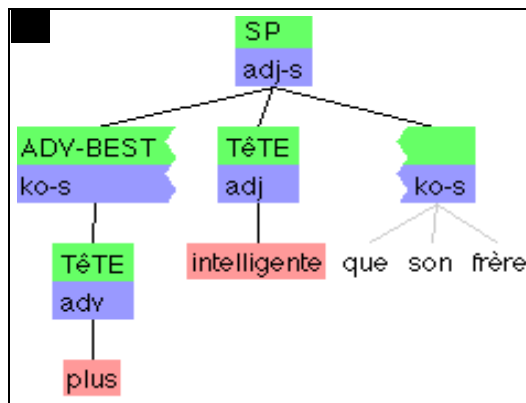 SP
adj-s
ADV-BEST TêTE
ko-s adj ko-s
TêTE intelligente que son frère
adv
plus